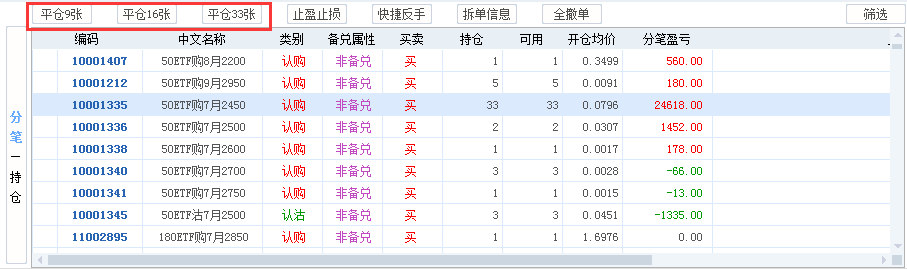 平仓9张 平仓16张 平仓33张 止盈止损 快捷反手 拆单信息 全撤单 筛选
分笔一持仓
编码 中文名称 类别 备兑属性 买卖 持仓 可用 开仓均价 分笔盈亏
10001407 50ETF购8月2200 认购 非备兑 买 1 1 0.3499 560.00
10001212 50ETF购9月2950 认购 非备兑 买 5 5 0.0091 180.00
10001335 50ETF购7月2450 认购 非备兑 买 33 33 0.0796 24618.00
10001336 50ETF购7月2500 认购 非备兑 买 2 2 0.0307 1452.00
10001338 50ETF购7月2600 认购 非备兑 买 1 1 0.0017 178.00
10001340 50ETF购7月2700 认购 非备兑 买 3 3 0.0028 -66.00
10001341 50ETF购7月2750 认购 非备兑 买 1 1 0.0015 -13.00
10001345 50ETF沽7月2500 认沽 非备兑 买 3 3 0.0451 -1335.00
11002895 180ETF购7月2850 认购 非备兑 买 1 1 1.6976 0.00